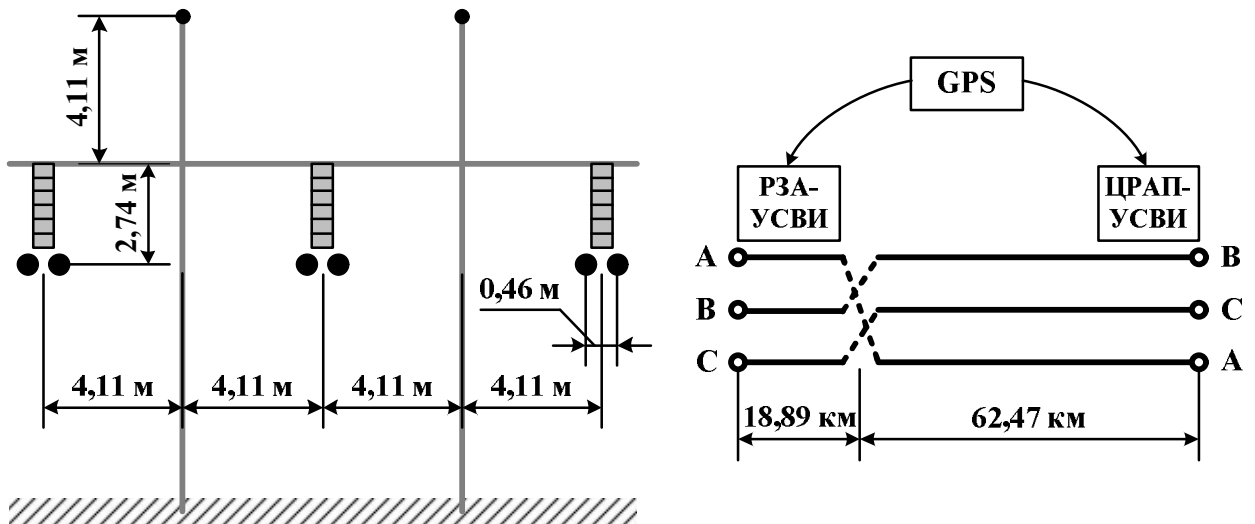 4,11 м
2,74 м
0,46 м
4,11 м 4,11 м 4,11 м 4,11 м
GPS
РЗА-
УСВИ
ЦРАП-
УСВИ
A B
B C
C A
18,89 км 62,47 км